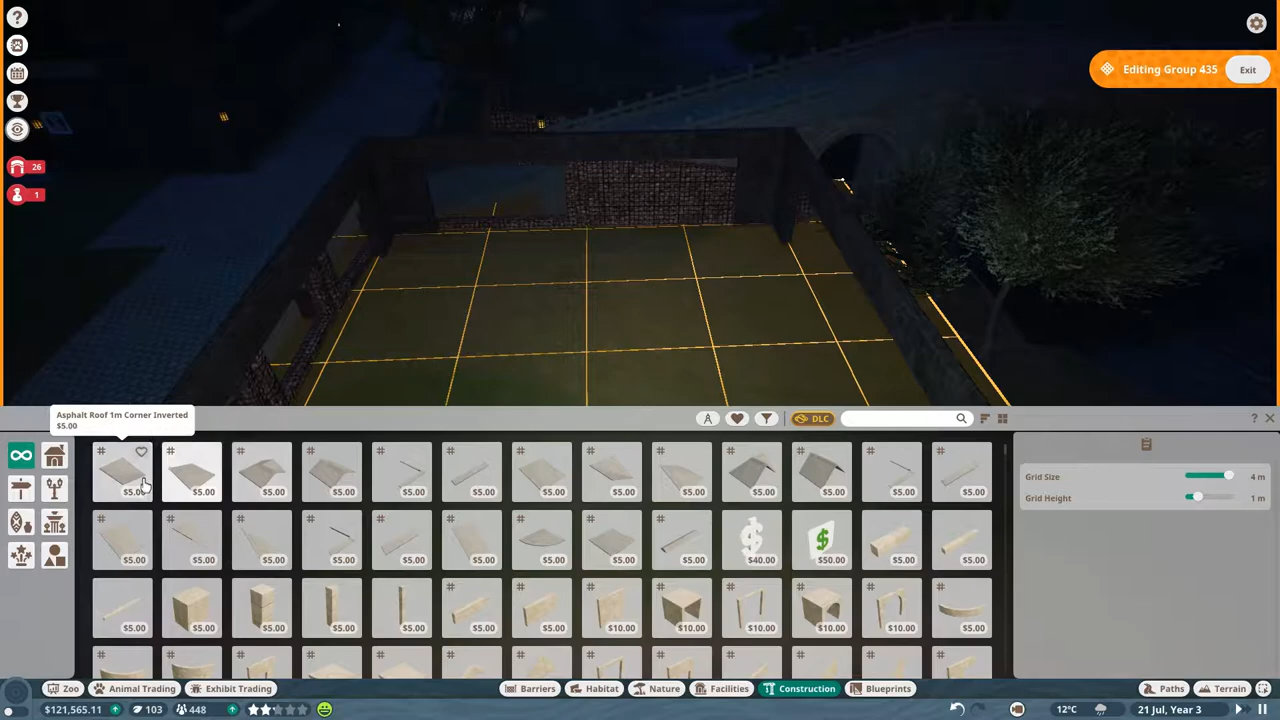 ?
Editing Group 435 Exit
26
1
Asphalt Roof 1m Corner Inverted
$5.00
DLC
?
$5.00 $5.00 $5.00 $5.00 $5.00 $5.00 $5.00 $5.00 $5.00 $5.00 $5.00 $5.00 $5.00
Grid Size 4 m
Grid Height 1 m
$5.00 $5.00 $5.00 $5.00 $5.00 $5.00 $5.00 $5.00 $5.00 $40.00 $50.00 $5.00 $5.00
$5.00 $5.00 $5.00 $5.00 $5.00 $5.00 $5.00 $10.00 $10.00 $10.00 $10.00 $10.00 $5.00
Zoo Animal Trading Exhibit Trading Barriers Habitat Nature Facilities Construction Blueprints Paths Terrain
$121,565.11 103 448 12°C 21 Jul, Year 3